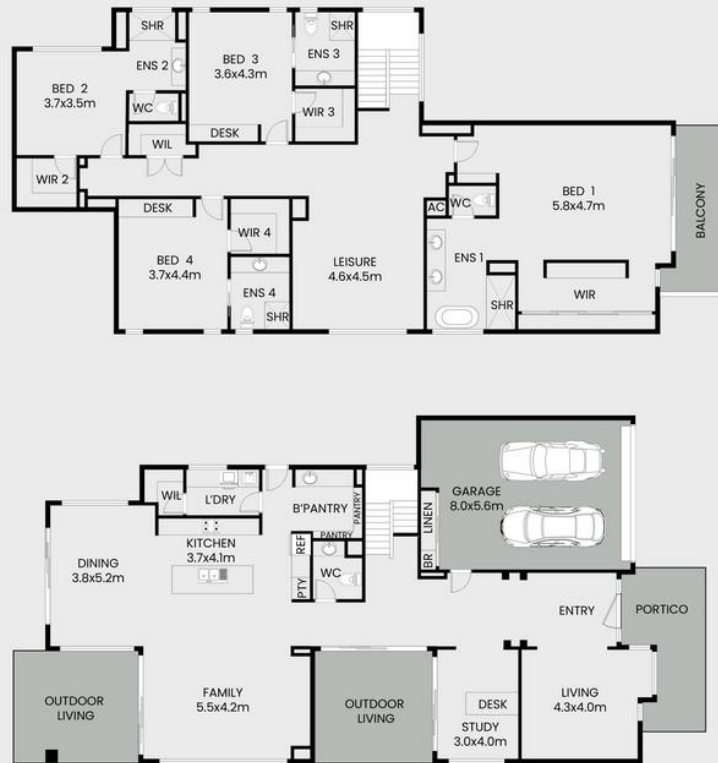 SHR
BED 3
3.6x4.3m
SHR
ENS 3
ENS 2
BED 2
3.7x3.5m
WC
DESK
WIR 3
WIL
WIR 2
BED 1
5.8x4.7m
BALCONY
DESK
AC
WC
WIR 4
BED 4
3.7x4.4m
LEISURE
4.6x4.5m
ENS 1
ENS 4
WIR
SHR
SHR
GARAGE
8.0x5.6m
WIL
L'DRY
B'PANTRY
PANTRY
PANTRY
LINEN
BR
KITCHEN
3.7x4.1m
REF
DINING
3.8x5.2m
WC
PTY
ENTRY
PORTICO
OUTDOOR
LIVING
FAMILY
5.5x4.2m
OUTDOOR
LIVING
DESK
STUDY
3.0x4.0m
LIVING
4.3x4.0m